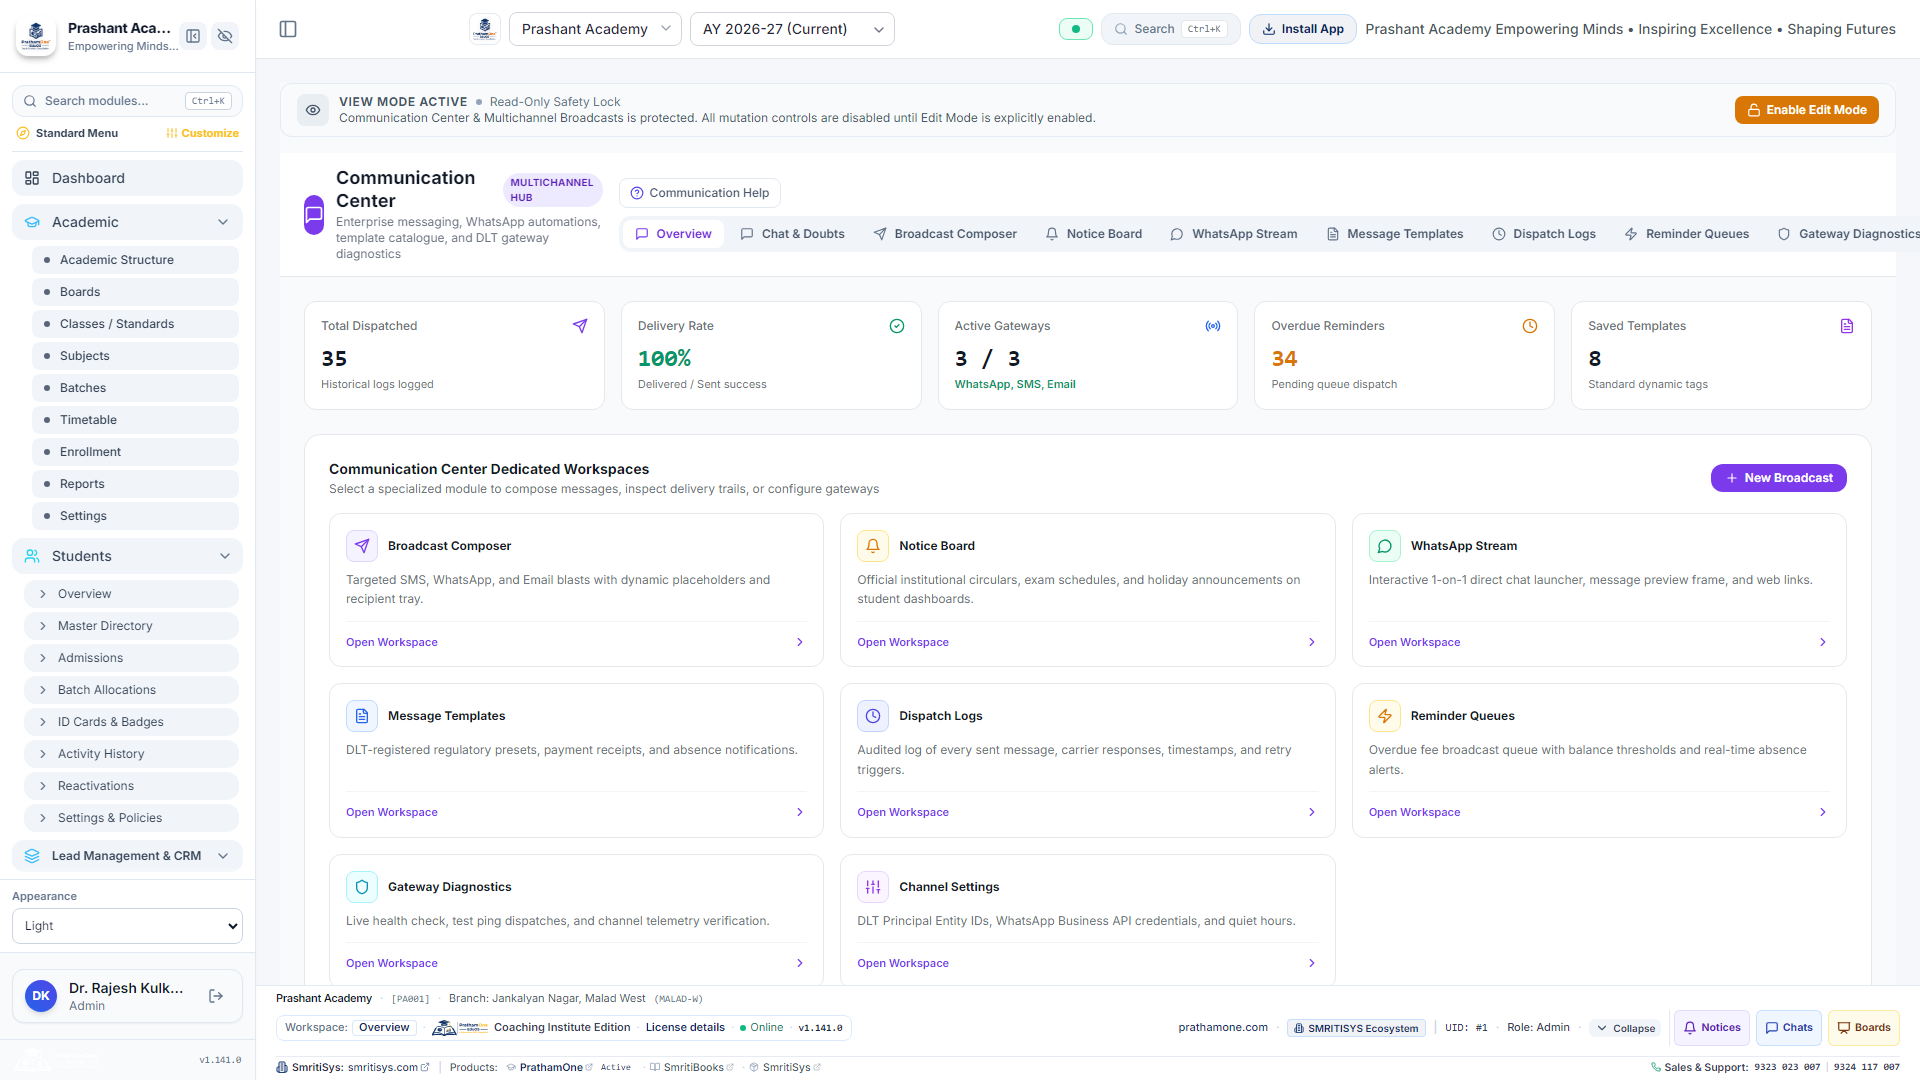 Prashant Aca...
Empowering Minds...
Search modules...
Ctrl+K
Standard Menu
Customize
Dashboard
Academic
Academic Structure
Boards
Classes / Standards
Subjects
Batches
Timetable
Enrollment
Reports
Settings
Students
Overview
Master Directory
Admissions
Batch Allocations
ID Cards & Badges
Activity History
Reactivations
Settings & Policies
Lead Management & CRM
Appearance
Light
DK
Dr. Rajesh Kulk...
Admin
v1.141.0
Prashant Academy
AY 2026-27 (Current)
Search
Ctrl+K
Install App
Prashant Academy Empowering Minds • Inspiring Excellence • Shaping Futures
VIEW MODE ACTIVE
Read-Only Safety Lock
Communication Center & Multichannel Broadcasts is protected. All mutation controls are disabled until Edit Mode is explicitly enabled.
Enable Edit Mode
Communication
Center
MULTICHANNEL
HUB
Enterprise messaging, WhatsApp automations,
template catalogue, and DLT gateway
diagnostics
Communication Help
Overview
Chat & Doubts
Broadcast Composer
Notice Board
WhatsApp Stream
Message Templates
Dispatch Logs
Reminder Queues
Gateway Diagnostics
Total Dispatched
35
Historical logs logged
Delivery Rate
100%
Delivered / Sent success
Active Gateways
3 / 3
WhatsApp, SMS, Email
Overdue Reminders
34
Pending queue dispatch
Saved Templates
8
Standard dynamic tags
Communication Center Dedicated Workspaces
Select a specialized module to compose messages, inspect delivery trails, or configure gateways
New Broadcast
Broadcast Composer
Targeted SMS, WhatsApp, and Email blasts with dynamic placeholders and
recipient tray.
Open Workspace
Notice Board
Official institutional circulars, exam schedules, and holiday announcements on
student dashboards.
Open Workspace
WhatsApp Stream
Interactive 1-on-1 direct chat launcher, message preview frame, and web links.
Open Workspace
Message Templates
DLT-registered regulatory presets, payment receipts, and absence notifications.
Open Workspace
Dispatch Logs
Audited log of every sent message, carrier responses, timestamps, and retry
triggers.
Open Workspace
Reminder Queues
Overdue fee broadcast queue with balance thresholds and real-time absence
alerts.
Open Workspace
Gateway Diagnostics
Live health check, test ping dispatches, and channel telemetry verification.
Open Workspace
Channel Settings
DLT Principal Entity IDs, WhatsApp Business API credentials, and quiet hours.
Open Workspace
Prashant Academy · [PA001] · Branch: Jankalyan Nagar, Malad West (MALAD-W)
Workspace: Overview · Coaching Institute Edition · License details · Online · v1.141.0
prathamone.com · SMRITISYS Ecosystem | UID: #1 · Role: Admin · Collapse
Notices
Chats
Boards
SmritiSys: smritisys.com | Products: PrathamOne Active · SmritiBooks SmritiSys
Sales & Support: 9323 023 007 | 9324 117 007